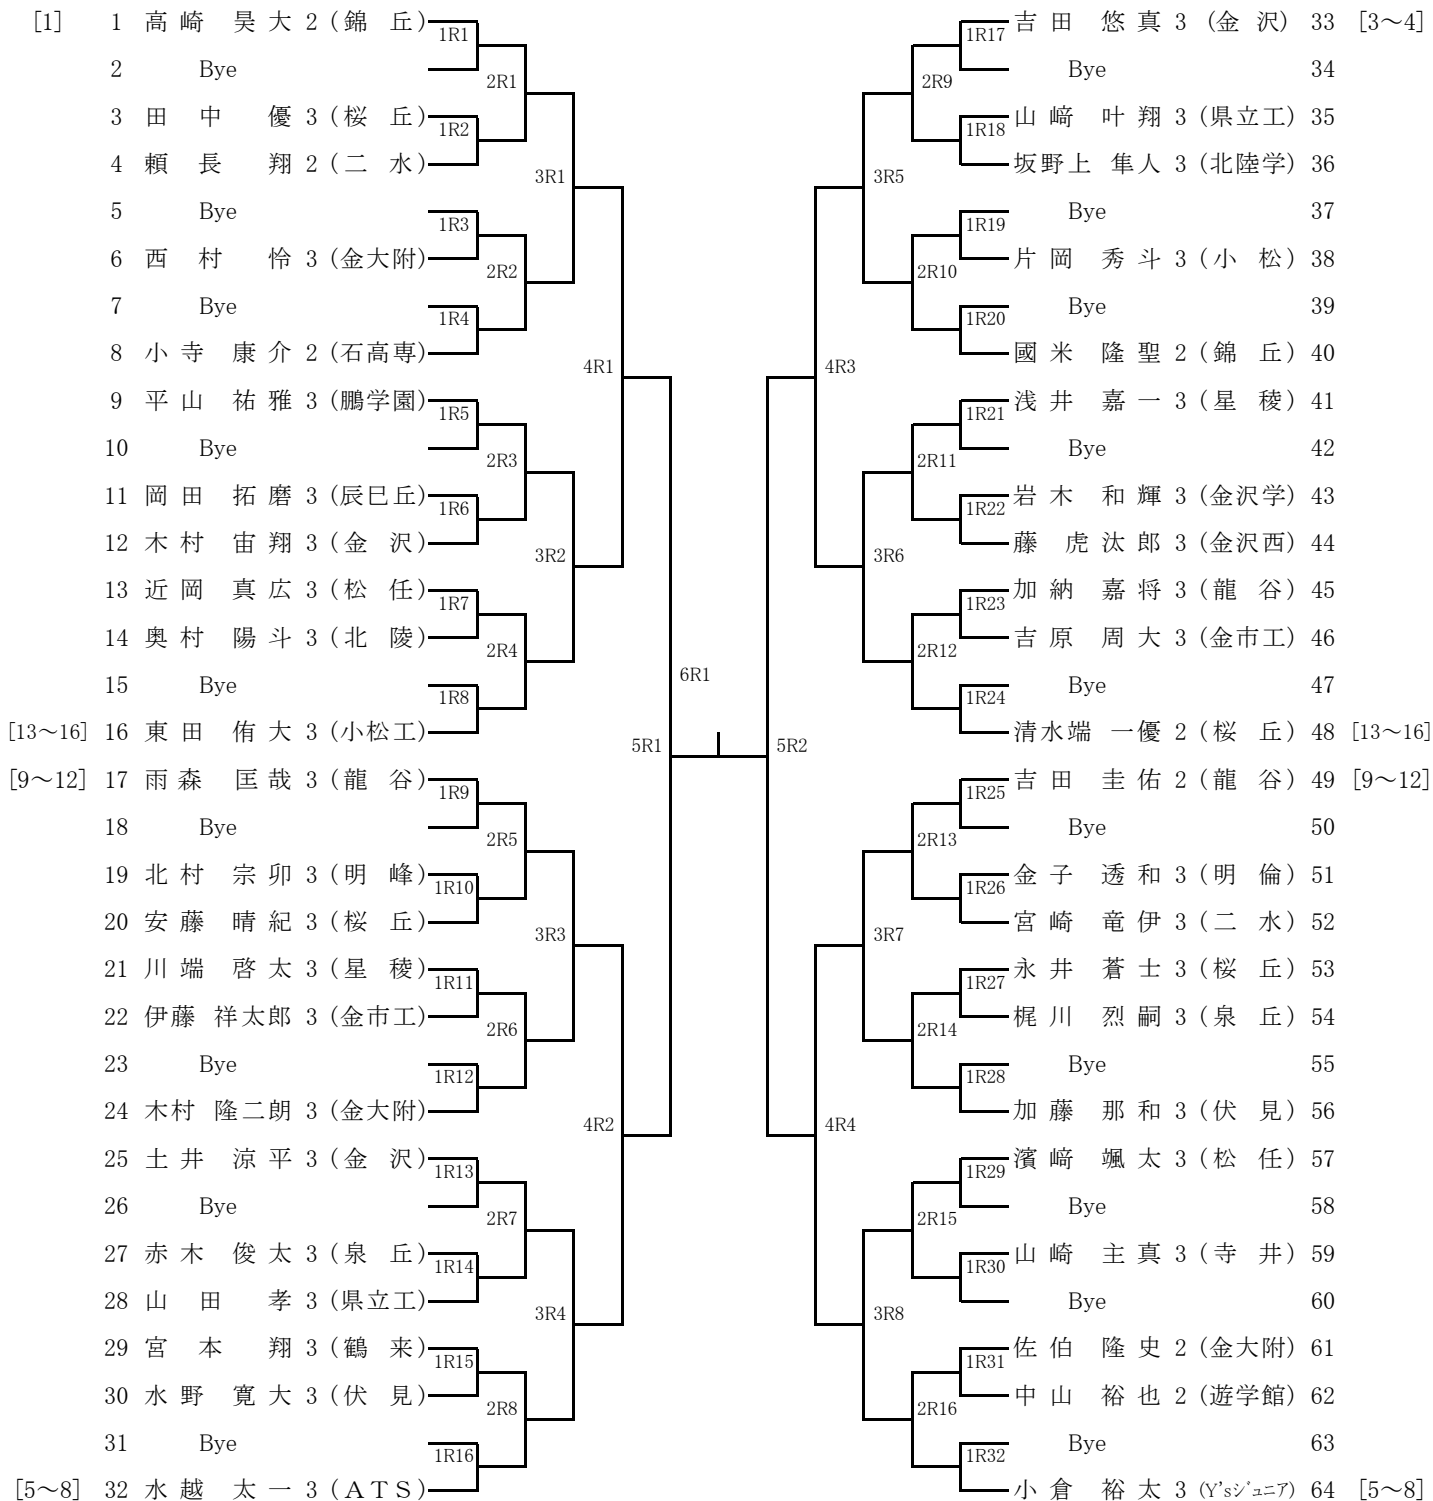 [1] 1 高崎 昊大 2 (錦 丘)
1R1
2 Bye
2R1
3 田中 優 3 (桜 丘)
1R2
4 頼長 翔 2 (二 水)
3R1
5 Bye
1R3
6 西村 怜 3 (金大附)
2R2
7 Bye
1R4
8 小寺 康介 2 (石高専)
4R1
9 平山 祐雅 3 (鵬学園)
1R5
10 Bye
2R3
11 岡田 拓磨 3 (辰巳丘)
1R6
12 木村 宙翔 3 (金 沢)
3R2
13 近岡 真広 3 (松 任)
1R7
14 奥村 陽斗 3 (北 陵)
2R4
15 Bye
1R8
[13～16] 16 東田 侑大 3 (小松工)
5R1
[9～12] 17 雨森 匡哉 3 (龍 谷)
1R9
18 Bye
2R5
19 北村 宗卯 3 (明 峰)
1R10
20 安藤 晴紀 3 (桜 丘)
3R3
21 川端 啓太 3 (星 稜)
1R11
22 伊藤 祥太郎 3 (金市工)
2R6
23 Bye
1R12
24 木村 隆二朗 3 (金大附)
4R2
25 土井 涼平 3 (金 沢)
1R13
26 Bye
2R7
27 赤木 俊太 3 (泉 丘)
1R14
28 山田 孝 3 (県立工)
3R4
29 宮本 翔 3 (鶴 来)
1R15
30 水野 寛大 3 (伏 見)
2R8
31 Bye
1R16
[5～8] 32 水越 太一 3 (ＡＴＳ)
6R1
吉田 悠真 3 (金 沢) 33 [3～4]
1R17
Bye 34
2R9
山﨑 叶翔 3 (県立工) 35
1R18
坂野上 隼人 3 (北陸学) 36
3R5
Bye 37
1R19
片岡 秀斗 3 (小 松) 38
2R10
Bye 39
1R20
國米 隆聖 2 (錦 丘) 40
4R3
浅井 嘉一 3 (星 稜) 41
1R21
Bye 42
2R11
岩木 和輝 3 (金沢学) 43
1R22
藤 虎汰郎 3 (金沢西) 44
3R6
加納 嘉将 3 (龍 谷) 45
1R23
吉原 周大 3 (金市工) 46
2R12
Bye 47
1R24
清水端 一優 2 (桜 丘) 48 [13～16]
5R2
吉田 圭佑 2 (龍 谷) 49 [9～12]
1R25
Bye 50
2R13
金子 透和 3 (明 倫) 51
1R26
宮崎 竜伊 3 (二 水) 52
3R7
永井 蒼士 3 (桜 丘) 53
1R27
梶川 烈嗣 3 (泉 丘) 54
2R14
Bye 55
1R28
加藤 那和 3 (伏 見) 56
4R4
濱﨑 颯太 3 (松 任) 57
1R29
Bye 58
2R15
山崎 主真 3 (寺 井) 59
1R30
Bye 60
3R8
佐伯 隆史 2 (金大附) 61
1R31
中山 裕也 2 (遊学館) 62
2R16
Bye 63
1R32
小倉 裕太 3 (Y'sｼﾞｭﾆｱ) 64 [5～8]